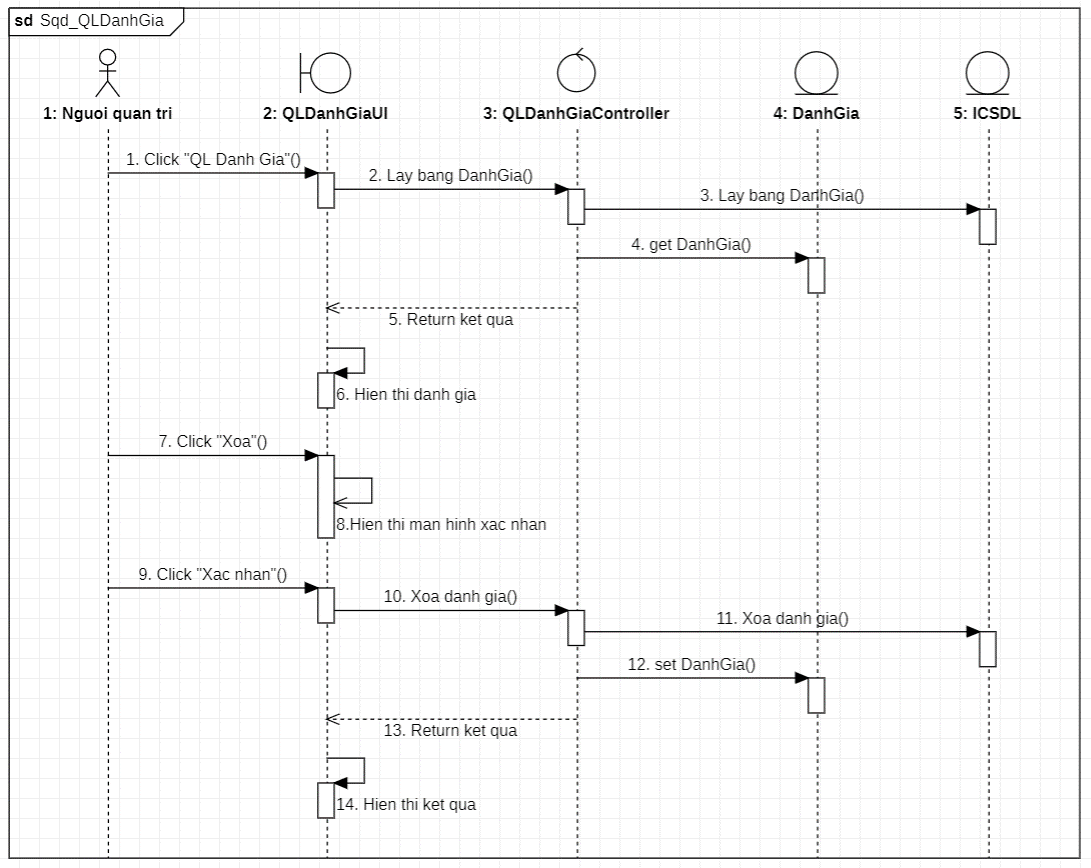 sd Sqd_QLDanhGia
1: Nguoi quan tri
2: QLDanhGiaUI
3: QLDanhGiaController
4: DanhGia
5: ICSDL
1. Click "QL Danh Gia"()
2. Lay bang DanhGia()
3. Lay bang DanhGia()
4. get DanhGia()
5. Return ket qua
6. Hien thi danh gia
7. Click "Xoa"()
8.Hien thi man hinh xac nhan
9. Click "Xac nhan"()
10. Xoa danh gia()
11. Xoa danh gia()
12. set DanhGia()
13. Return ket qua
14. Hien thi ket qua